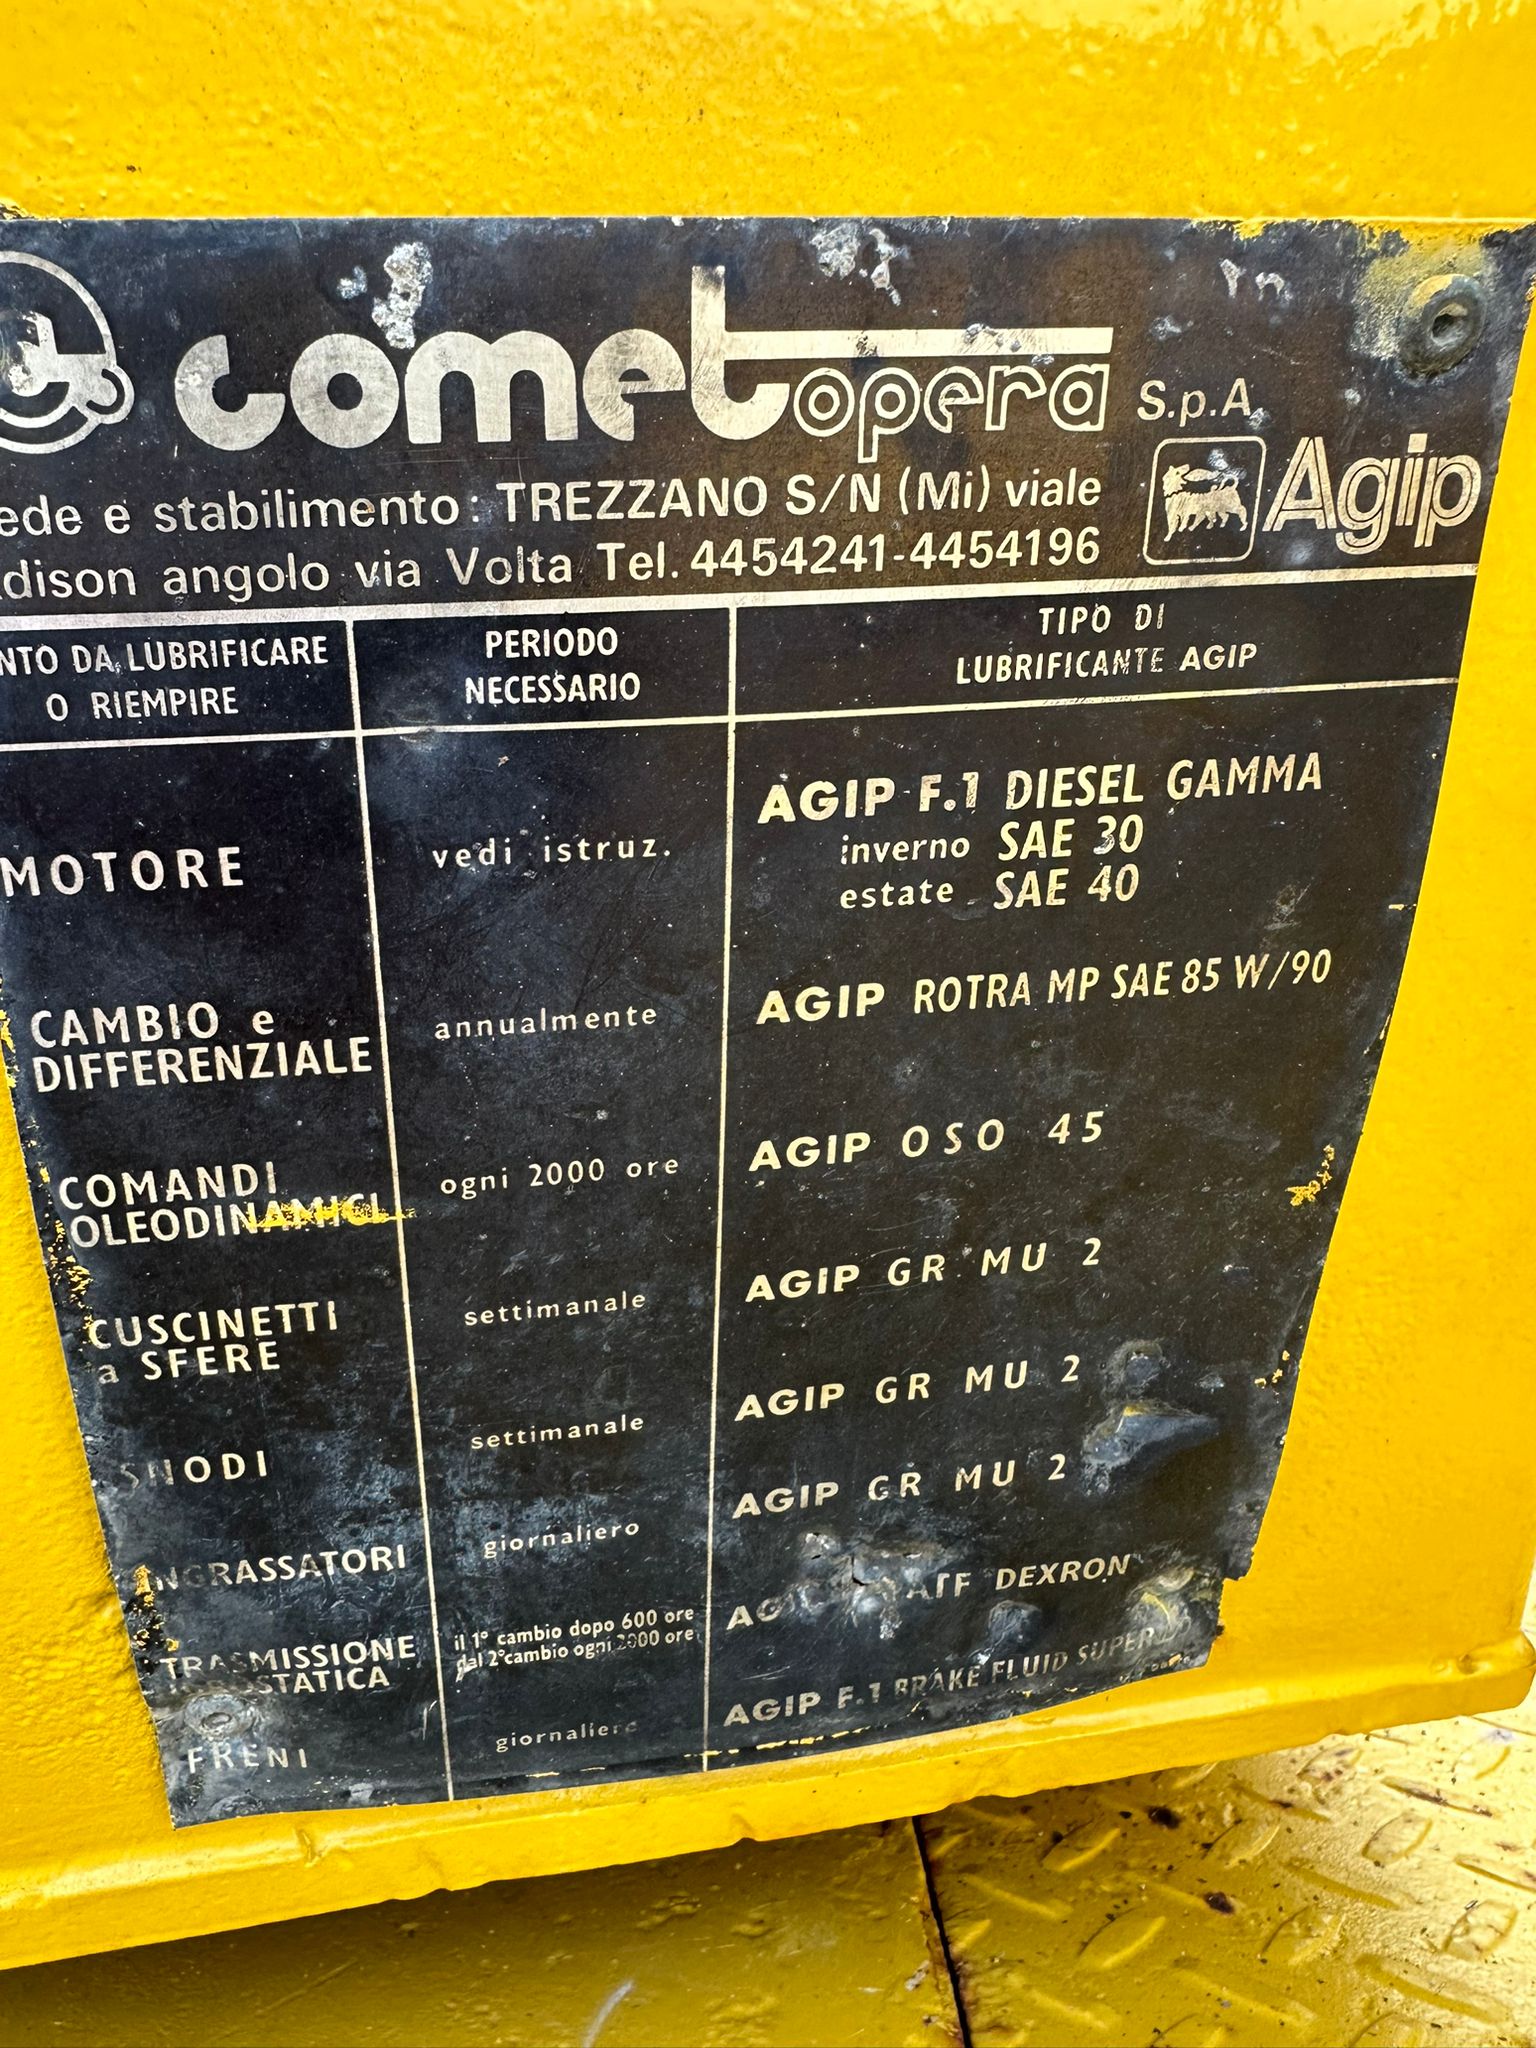 cometopera S.p.A.
ede e stabilimento: TREZZANO S/N (Mi) viale
dison angolo via Volta Tel. 4454241-4454196
Agip
NTO DA LUBRIFICARE
O RIEMPIRE
PERIODO
NECESSARIO
TIPO DI
LUBRIFICANTE AGIP
MOTORE
vedi istruz.
AGIP F.1 DIESEL GAMMA
inverno SAE 30
estate SAE 40
CAMBIO e
DIFFERENZIALE
annualmente
AGIP ROTRA MP SAE 85 W/90
COMANDI
OLEODINAMICI
ogni 2000 ore
AGIP OSO 45
CUSCINETTI
a SFERE
settimanale
AGIP GR MU 2
SNODI
settimanale
AGIP GR MU 2
INGRASSATORI
giornaliero
AGIP GR MU 2
TRASMISSIONE
IDROSTATICA
il 1° cambio dopo 600 ore
dal 2° cambio ogni 2000 ore
ATF DEXRON
FRENI
giornaliero
AGIP F.1 BRAKE FLUID SUPER